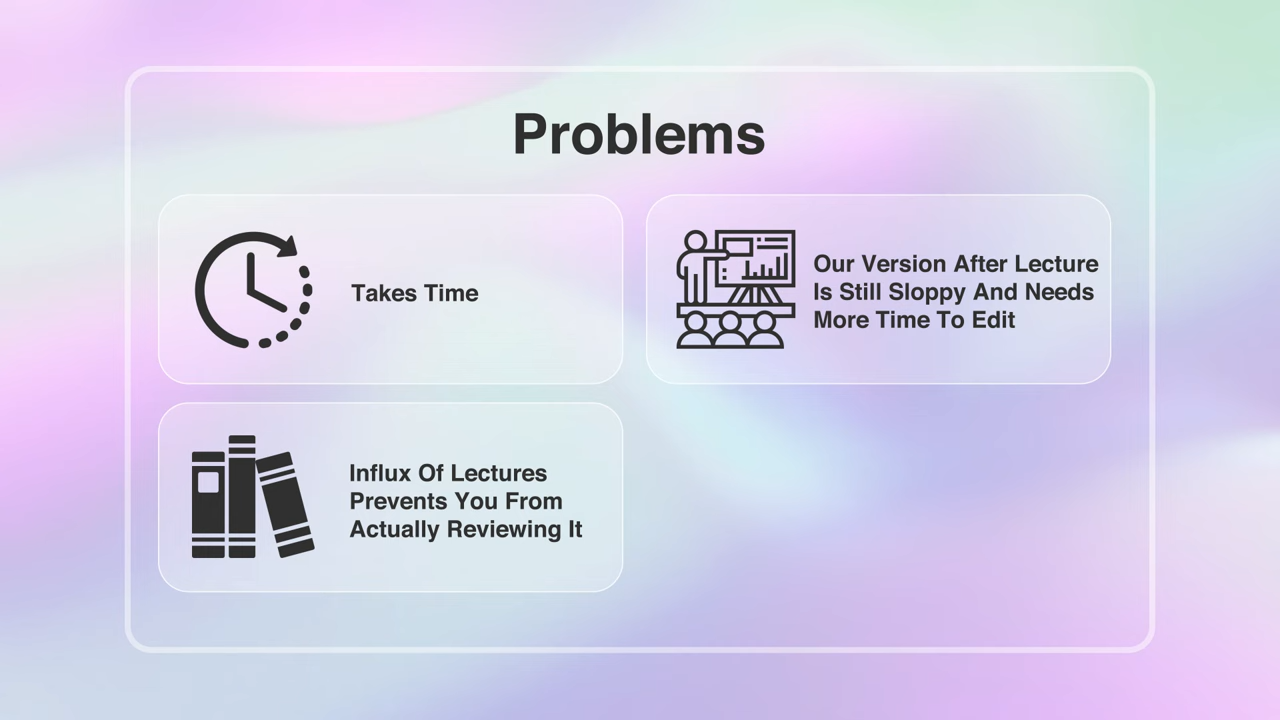 Problems
Takes Time
Our Version After Lecture
Is Still Sloppy And Needs
More Time To Edit
Influx Of Lectures
Prevents You From
Actually Reviewing It